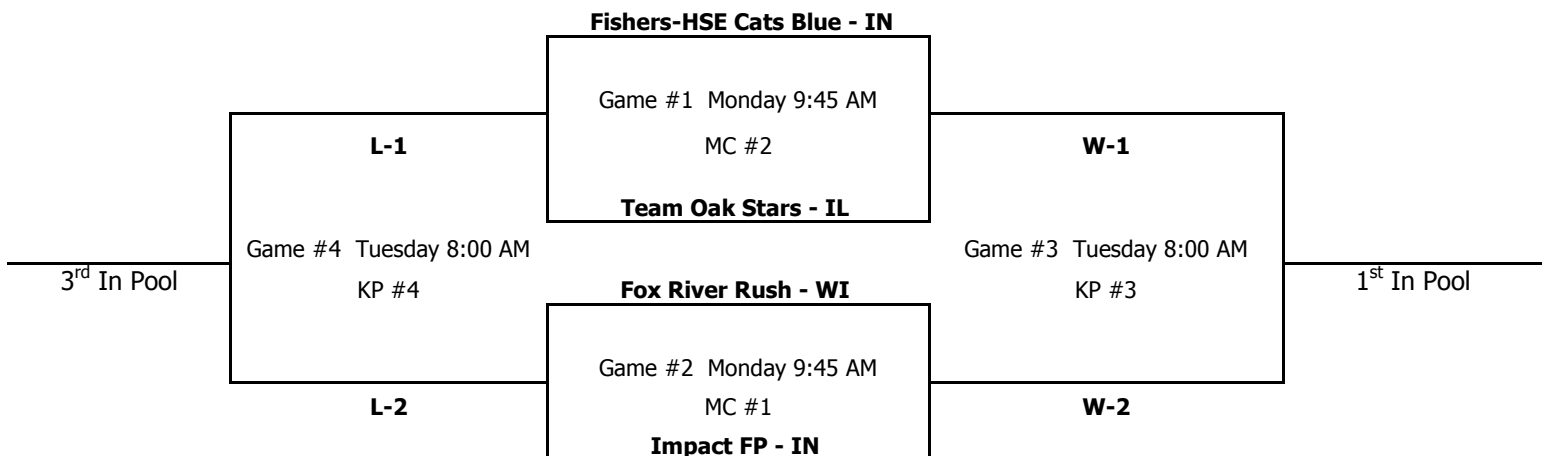 Fishers-HSE Cats Blue - IN
Game #1 Monday 9:45 AM
L-1
MC #2
W-1
Team Oak Stars - IL
Game #4 Tuesday 8:00 AM
Game #3 Tuesday 8:00 AM
3rd In Pool
KP #4
Fox River Rush - WI
KP #3
1st In Pool
Game #2 Monday 9:45 AM
L-2
MC #1
W-2
Impact FP - IN